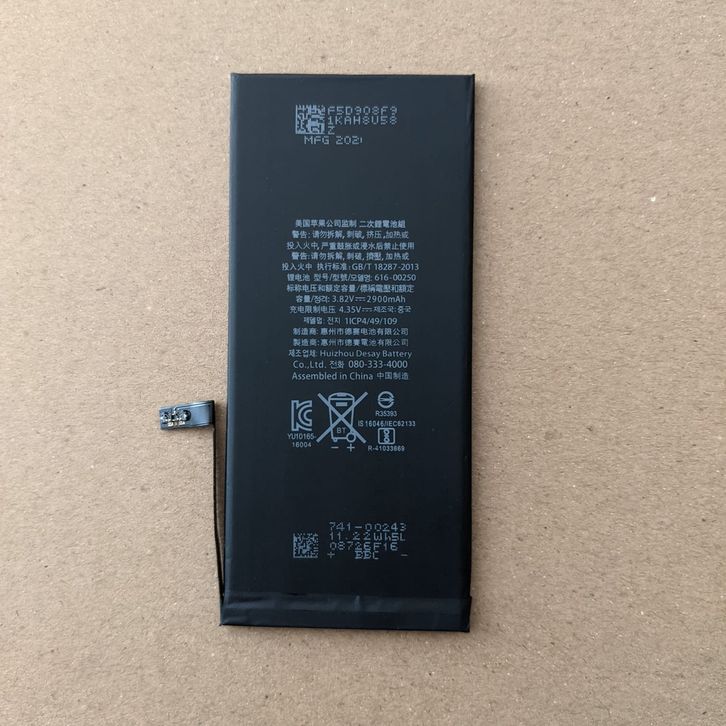 F5D908F9
1KAH8U58
Z
MFG 2021
美国苹果公司监制 二次鋰電池組
警告: 请勿拆解, 刺破, 挤压, 加热或
投入火中, 严重鼓胀或浸水后禁止使用
警告: 請勿拆解, 刺破, 擠壓, 加熱或
投入火中 执行标准: GB/T 18287-2013
锂电池 型号/型號/모델명: 616-00250
标称电压和额定容量/標稱電壓和額定
容量/정격: 3.82V⎓2900mAh
充电限制电压 4.35V⎓제조국: 중국
제델명: 전지 1ICP4/49/109
制造商: 惠州市德赛电池有限公司
製造商: 惠州市德賽電池有限公司
제조업체: Huizhou Desay Battery
Co., Ltd. 전화 080-333-4000
Assembled in China 中国制造
R35393
IS 16046/IEC62133
BT
YU10165-
16004
R-41033869
− +
741-00243
11.22Wh5L
08726F16
+ BBC -